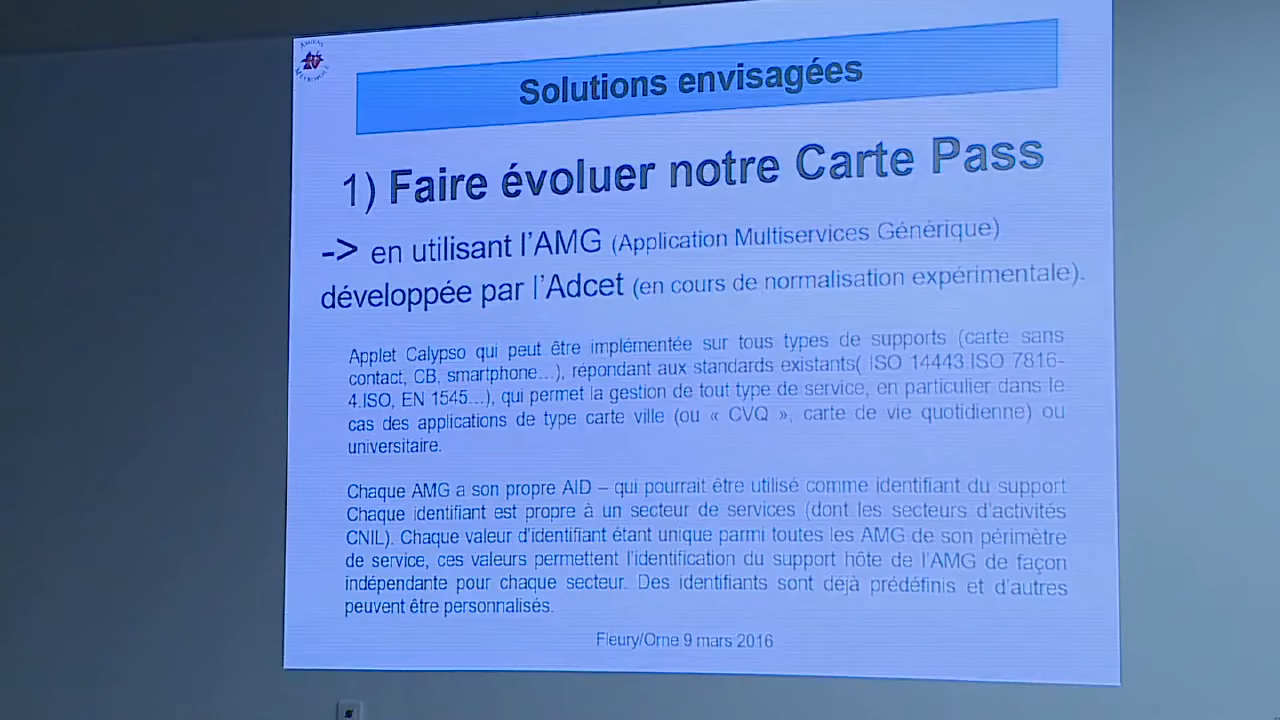 AMIENS
MÉTROPOLE
Solutions envisagées
1) Faire évoluer notre Carte Pass
-> en utilisant l'AMG (Application Multiservices Générique)
développée par l'Adcet (en cours de normalisation expérimentale).
Applet Calypso qui peut être implémentée sur tous types de supports (carte sans
contact, CB, smartphone...), répondant aux standards existants( ISO 14443.ISO 7816-
4.ISO, EN 1545...), qui permet la gestion de tout type de service, en particulier dans le
cas des applications de type carte ville (ou « CVQ », carte de vie quotidienne) ou
universitaire.
Chaque AMG a son propre AID – qui pourrait être utilisé comme identifiant du support
Chaque identifiant est propre à un secteur de services (dont les secteurs d'activités
CNIL). Chaque valeur d'identifiant étant unique parmi toutes les AMG de son périmètre
de service, ces valeurs permettent l'identification du support hôte de l'AMG de façon
indépendante pour chaque secteur. Des identifiants sont déjà prédéfinis et d'autres
peuvent être personnalisés.
Fleury/Orne 9 mars 2016